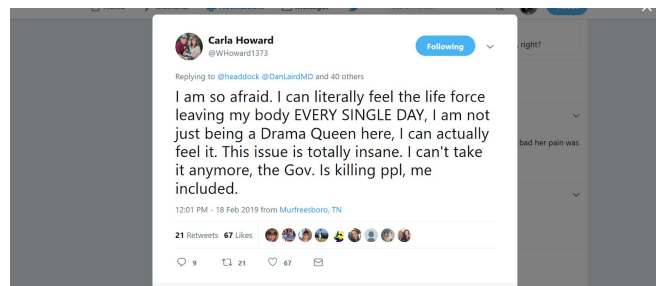 right?
Carla Howard
@WHoward1373
Following
Replying to @headdock @DanLairdMD and 40 others
I am so afraid. I can literally feel the life force
leaving my body EVERY SINGLE DAY, I am not
just being a Drama Queen here, I can actually
feel it. This issue is totally insane. I can't take
it anymore, the Gov. Is killing ppl, me
included.
bad her pain was
12:01 PM - 18 Feb 2019 from Murfreesboro, TN
21 Retweets 67 Likes
9 21 67